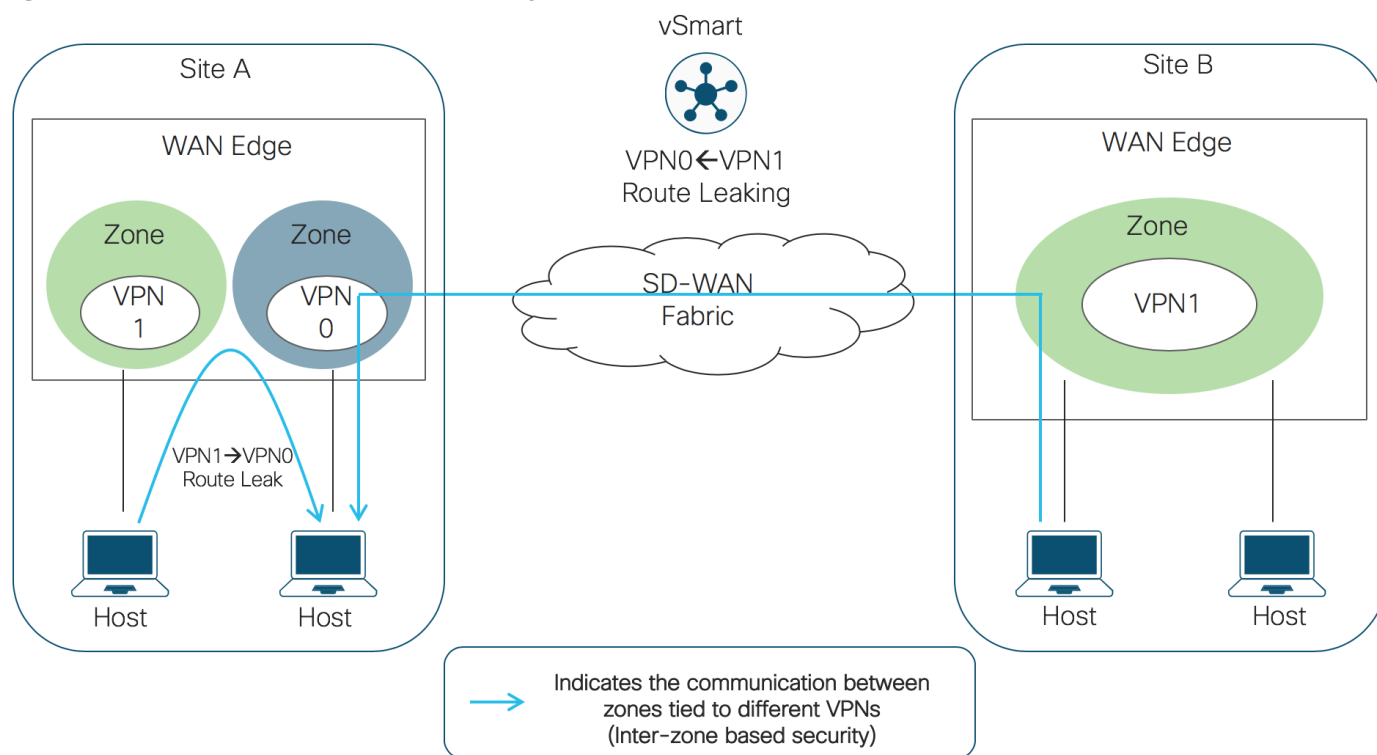 vSmart
Site A
Site B
WAN Edge
WAN Edge
VPN0←VPN1
Route Leaking
Zone
Zone
Zone
VPN
1
VPN
0
SD-WAN
Fabric
VPN1
VPN1→VPN0
Route Leak
Host
Host
Host
Host
Indicates the communication between
zones tied to different VPNs
(Inter-zone based security)